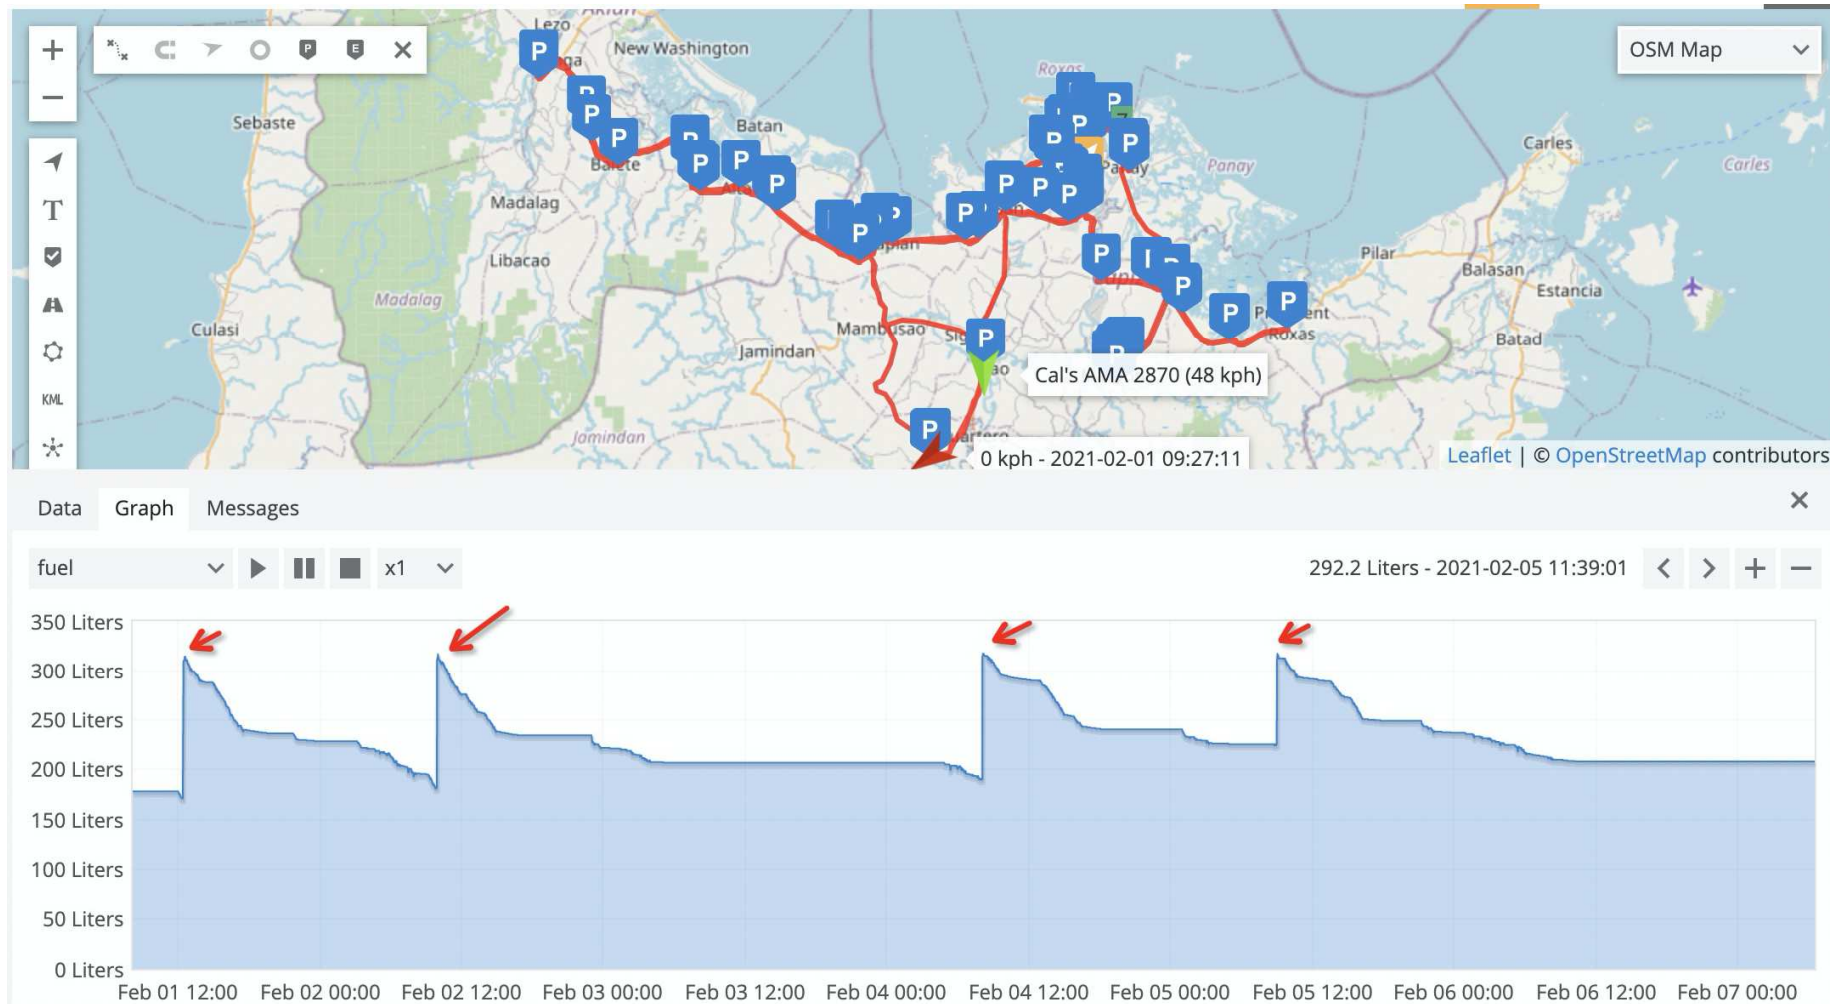 Aklan
Lezo
New Washington
Roxas
OSM Map
Sebaste
Batan
Carles
Balete
Panay
Panay
Carles
Madalag
Libacao
Pilar
Balasan
Madalag
Estancia
Culasi
Mambusao
Roxas
Batad
Jamindan
Cal's AMA 2870 (48 kph)
KML
Jamindan
0 kph - 2021-02-01 09:27:11
Leaflet | © OpenStreetMap contributors
Data Graph Messages
fuel x1 292.2 Liters - 2021-02-05 11:39:01
350 Liters
300 Liters
250 Liters
200 Liters
150 Liters
100 Liters
50 Liters
0 Liters
Feb 01 12:00 Feb 02 00:00 Feb 02 12:00 Feb 03 00:00 Feb 03 12:00 Feb 04 00:00 Feb 04 12:00 Feb 05 00:00 Feb 05 12:00 Feb 06 00:00 Feb 06 12:00 Feb 07 00:00